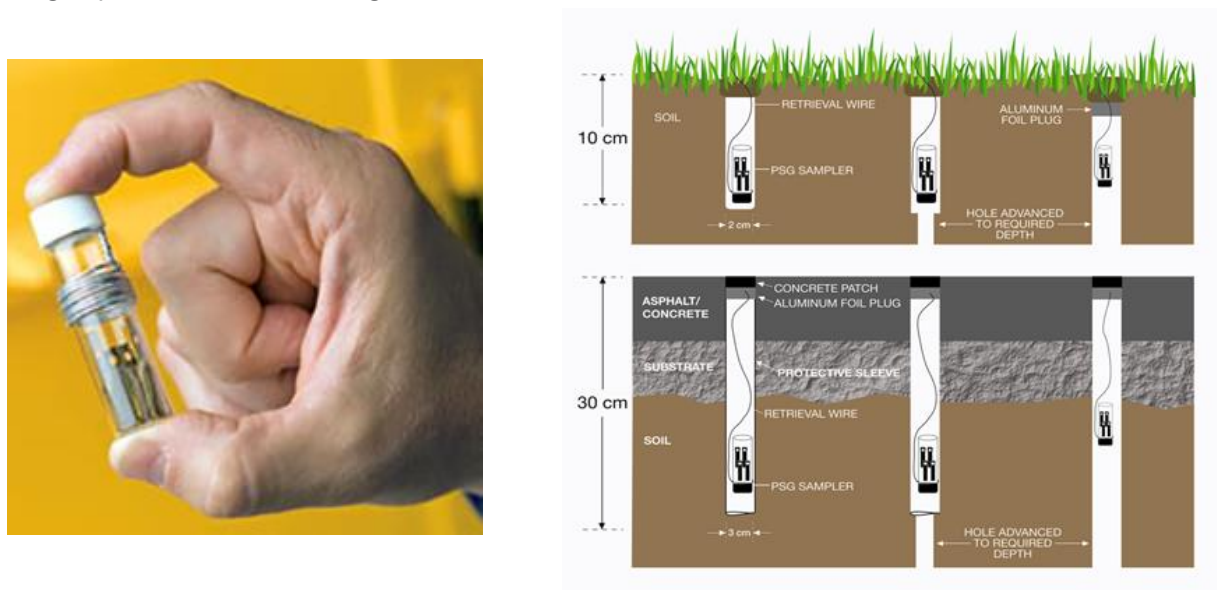 RETRIEVAL WIRE
SOIL
ALUMINUM
FOIL PLUG
10 cm
PSG SAMPLER
HOLE ADVANCED
TO REQUIRED
DEPTH
2 cm
CONCRETE PATCH
ALUMINUM FOIL PLUG
ASPHALT/
CONCRETE
SUBSTRATE
PROTECTIVE SLEEVE
30 cm
RETRIEVAL WIRE
SOIL
PSG SAMPLER
3 cm
HOLE ADVANCED
TO REQUIRED
DEPTH